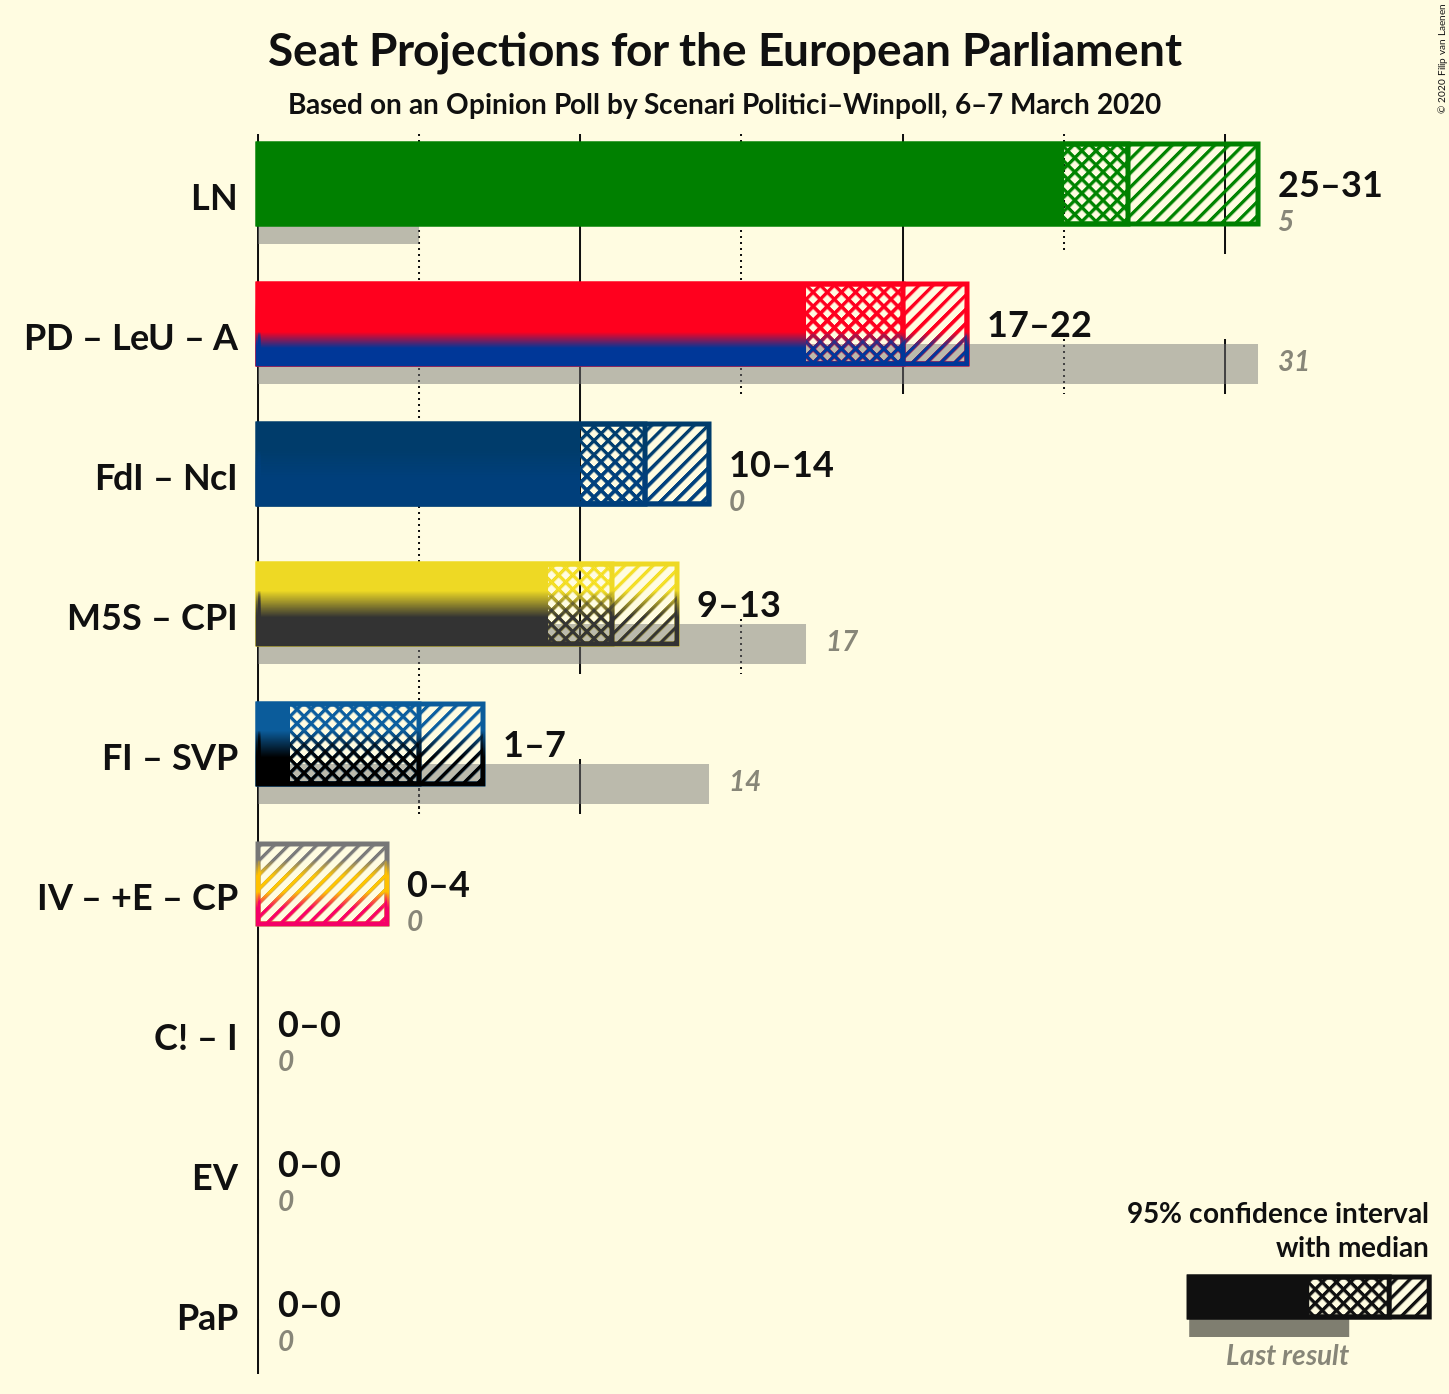 Seat Projections for the European Parliament
Based on an Opinion Poll by Scenari Politici–Winpoll, 6–7 March 2020
© 2020 Filip van Laenen
LN
25–31
5
PD – LeU – A
17–22
31
FdI – NcI
10–14
0
M5S – CPI
9–13
17
FI – SVP
1–7
14
IV – +E – CP
0–4
0
C! – I
0–0
0
EV
0–0
0
PaP
0–0
0
95% confidence interval
with median
Last result